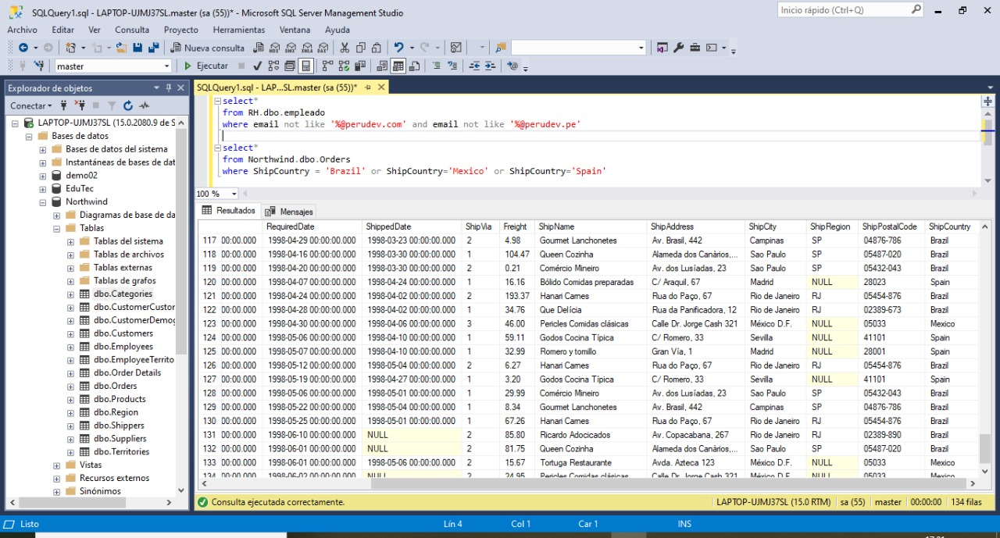 SQLQuery1.sql - LAPTOP-UJMJ37SL.master (sa (55))* - Microsoft SQL Server Management Studio
Inicio rápido (Ctrl+Q)
Archivo Editar Ver Consulta Proyecto Herramientas Ventana Ayuda
Nueva consulta
master Ejecutar
Explorador de objetos
Conectar
LAPTOP-UJMJ37SL (15.0.2080.9 de S
Bases de datos
Bases de datos del sistema
Instantáneas de bases de dat
demo02
EduTec
Northwind
Diagramas de base de da
Tablas
Tablas del sistema
Tablas de archivos
Tablas externas
Tablas de grafos
dbo.Categories
dbo.CustomerCustor
dbo.CustomerDemog
dbo.Customers
dbo.Employees
dbo.EmployeeTerrito
dbo.Order Details
dbo.Orders
dbo.Products
dbo.Region
dbo.Shippers
dbo.Suppliers
dbo.Territories
Vistas
Recursos externos
Sinónimos
SQLQuery1.sql - LAP...SL.master (sa (55))*
select*
from RH.dbo.empleado
where email not like '%@perudev.com' and email not like '%@perudev.pe'
select*
from Northwind.dbo.Orders
where ShipCountry = 'Brazil' or ShipCountry='Mexico' or ShipCountry='Spain'
100 %
Resultados Mensajes
RequiredDate ShippedDate ShipVia Freight ShipName ShipAddress ShipCity ShipRegion ShipPostalCode ShipCountry
117 00:00.000 1998-04-29 00:00:00.000 1998-03-23 00:00:00.000 2 4.98 Gourmet Lanchonetes Av. Brasil, 442 Campinas SP 04876-786 Brazil
118 00:00.000 1998-04-16 00:00:00.000 1998-03-30 00:00:00.000 1 104.47 Queen Cozinha Alameda dos Canàrios,... Sao Paulo SP 05487-020 Brazil
119 00:00.000 1998-04-20 00:00:00.000 1998-03-30 00:00:00.000 2 0.21 Comércio Mineiro Av. dos Lusíadas, 23 Sao Paulo SP 05432-043 Brazil
120 00:00.000 1998-04-07 00:00:00.000 1998-04-24 00:00:00.000 1 16.16 Bólido Comidas preparadas C/ Araquil, 67 Madrid NULL 28023 Spain
121 00:00.000 1998-04-24 00:00:00.000 1998-04-02 00:00:00.000 2 193.37 Hanari Carnes Rua do Paço, 67 Rio de Janeiro RJ 05454-876 Brazil
122 00:00.000 1998-04-28 00:00:00.000 1998-04-03 00:00:00.000 1 34.76 Que Delícia Rua da Panificadora, 12 Rio de Janeiro RJ 02389-673 Brazil
123 00:00.000 1998-04-30 00:00:00.000 1998-04-06 00:00:00.000 3 46.00 Pericles Comidas clásicas Calle Dr. Jorge Cash 321 México D.F. NULL 05033 Mexico
124 00:00.000 1998-05-06 00:00:00.000 1998-04-10 00:00:00.000 1 59.11 Godos Cocina Típica C/ Romero, 33 Sevilla NULL 41101 Spain
125 00:00.000 1998-05-07 00:00:00.000 1998-04-10 00:00:00.000 1 32.99 Romero y tomillo Gran Vía, 1 Madrid NULL 28001 Spain
126 00:00.000 1998-05-12 00:00:00.000 1998-05-04 00:00:00.000 2 6.27 Hanari Carnes Rua do Paço, 67 Rio de Janeiro RJ 05454-876 Brazil
127 00:00.000 1998-05-19 00:00:00.000 1998-04-27 00:00:00.000 1 3.20 Godos Cocina Típica C/ Romero, 33 Sevilla NULL 41101 Spain
128 00:00.000 1998-05-06 00:00:00.000 1998-05-01 00:00:00.000 1 29.99 Comércio Mineiro Av. dos Lusíadas, 23 Sao Paulo SP 05432-043 Brazil
129 00:00.000 1998-05-22 00:00:00.000 1998-05-04 00:00:00.000 1 8.34 Gourmet Lanchonetes Av. Brasil, 442 Campinas SP 04876-786 Brazil
130 00:00.000 1998-05-25 00:00:00.000 1998-05-01 00:00:00.000 1 67.26 Hanari Carnes Rua do Paço, 67 Rio de Janeiro RJ 05454-876 Brazil
131 00:00.000 1998-06-10 00:00:00.000 NULL 2 85.80 Ricardo Adocicados Av. Copacabana, 267 Rio de Janeiro RJ 02389-890 Brazil
132 00:00.000 1998-06-01 00:00:00.000 NULL 2 81.75 Queen Cozinha Alameda dos Canàrios,... Sao Paulo SP 05487-020 Brazil
133 00:00.000 1998-06-01 00:00:00.000 1998-05-06 00:00:00.000 2 15.67 Tortuga Restaurante Avda. Azteca 123 México D.F. NULL 05033 Mexico
134 00:00.000 1998-06-02 00:00:00.000 NULL 2 24.95 Pericles Comidas clásicas Calle Dr. Jorge Cash 321 México D.F. NULL 05033 Mexico
Consulta ejecutada correctamente. LAPTOP-UJMJ37SL (15.0 RTM) sa (55) master 00:00:00 134 filas
Listo Lín 4 Col 1 Car 1 INS